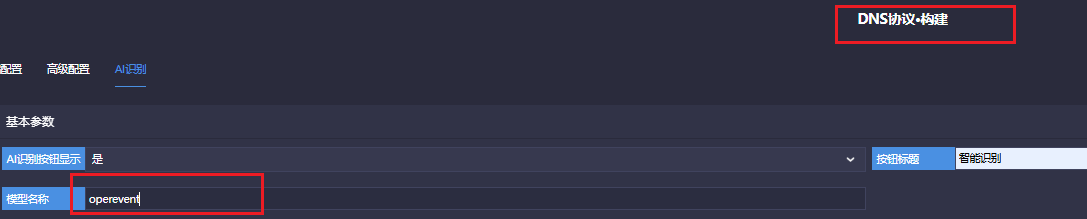 DNS协议•构建
配置 高级配置 AI识别
基本参数
AI识别按钮显示 是 按钮标题 智能识别
模型名称 operevent